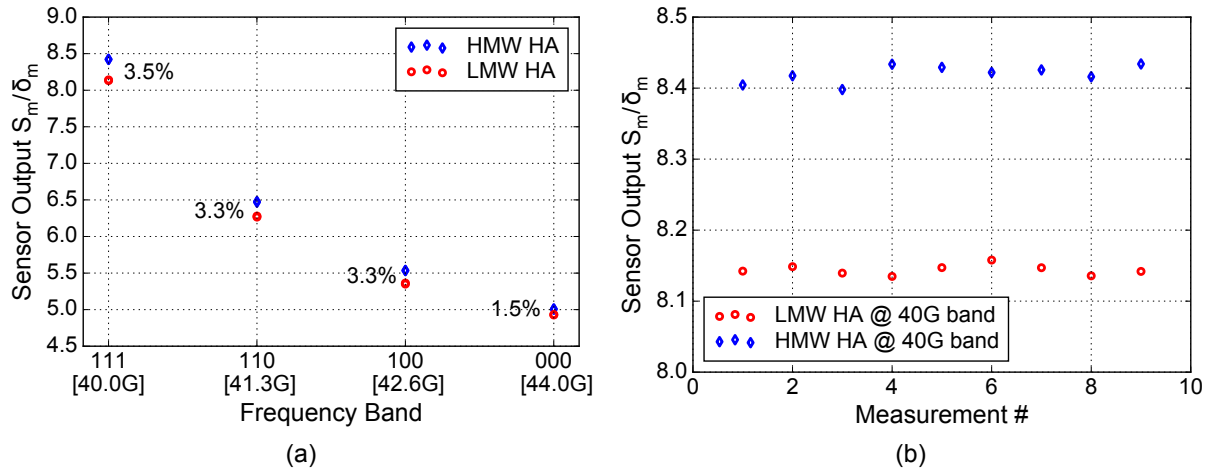 9.0
8.5
8.0
7.5
7.0
6.5
6.0
5.5
5.0
4.5
Sensor Output Sm/δm
HMW HA
LMW HA
3.5%
3.3%
3.3%
1.5%
111 110 100 000
[40.0G] [41.3G] [42.6G] [44.0G]
Frequency Band
(a)
8.5
8.4
8.3
8.2
8.1
8.0
Sensor Output Sm/δm
LMW HA @ 40G band
HMW HA @ 40G band
0 2 4 6 8 10
Measurement #
(b)